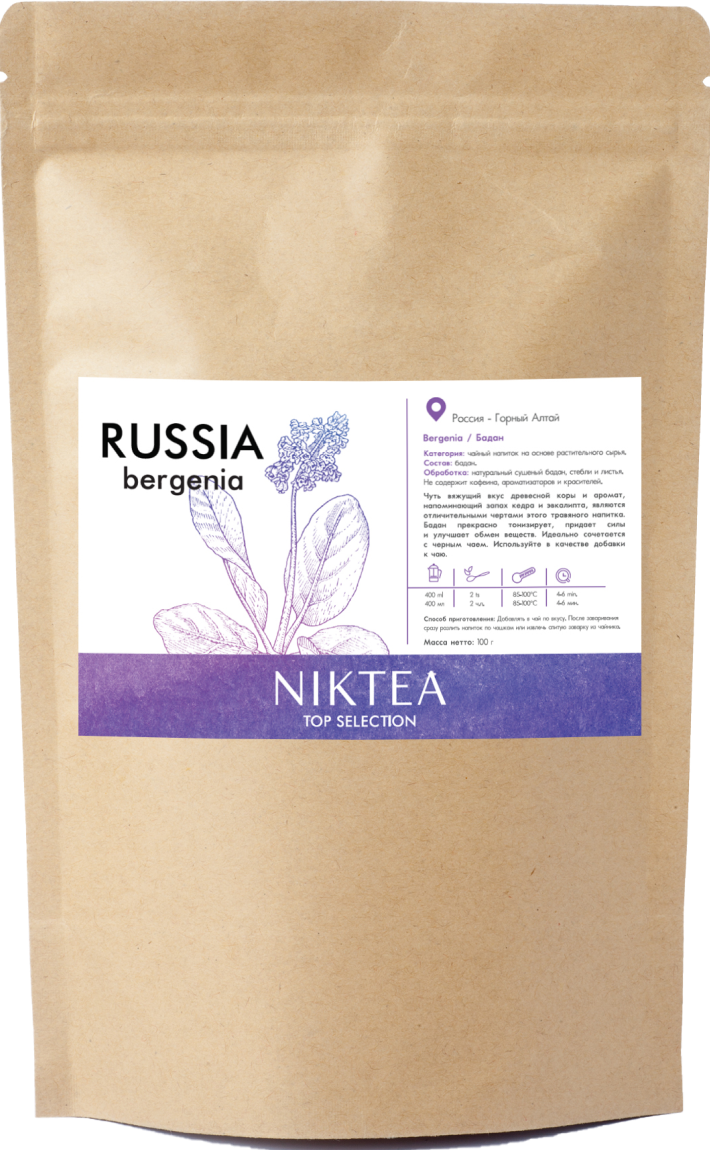 RUSSIA
bergenia
Россия - Горный Алтай
Bergenia / Бадан
Категория: чайный напиток на основе растительного сырья.
Состав: бадан.
Обработка: натуральный сушеный бадан, стебли и листья.
Не содержит кофеина, ароматизаторов и красителей.
Чуть вяжущий вкус древесной коры и аромат,
напоминающий запах кедра и эвкалипта, являются
отличительными чертами этого травяного напитка.
Бадан прекрасно тонизирует, придает силы
и улучшает обмен веществ. Идеально сочетается
с черным чаем. Используйте в качестве добавки
к чаю.
400 ml 2 ts 85-100°C 4-6 min.
400 мл 2 ч.л. 85-100°C 4-6 мин.
Способ приготовления: Добавлять в чай по вкусу. После заваривания
сразу разлить напиток по чашкам или извлечь спитую заварку из чайника.
Масса нетто: 100 г
NIKTEA
TOP SELECTION